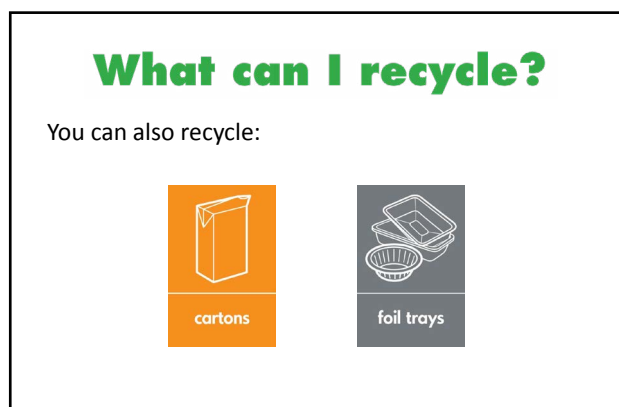 What can I recycle?
You can also recycle:
cartons
foil trays